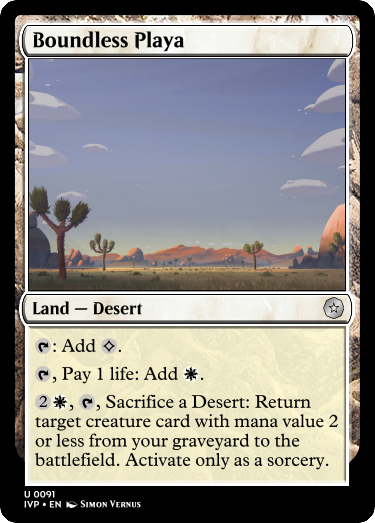 Boundless Playa
Land — Desert
: Add .
, Pay 1 life: Add .
2 , , Sacrifice a Desert: Return
target creature card with mana value 2
or less from your graveyard to the
battlefield. Activate only as a sorcery.
U 0091
IVP • EN Simon Vernus